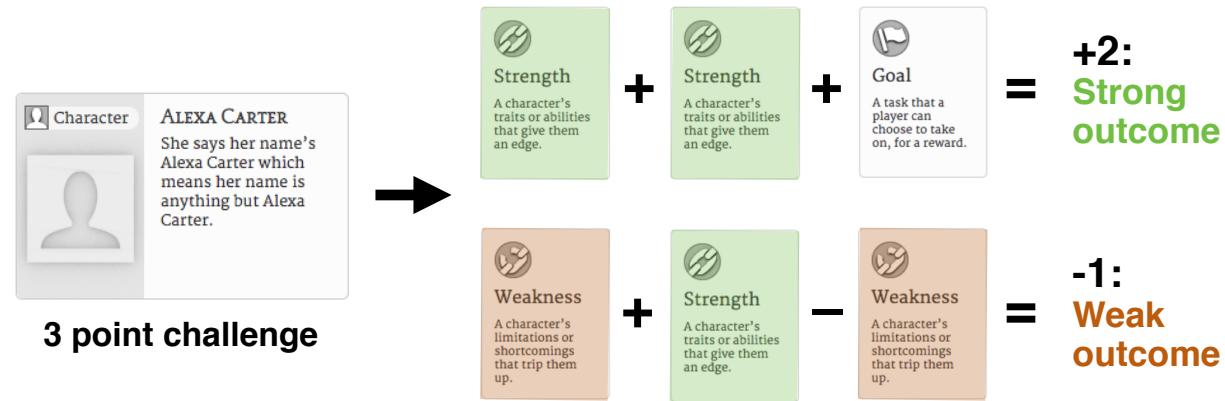 Character
ALEXA CARTER
She says her name's
Alexa Carter which
means her name is
anything but Alexa
Carter.
3 point challenge
Strength
A character's
traits or abilities
that give them
an edge.
+
Strength
A character's
traits or abilities
that give them
an edge.
+
Goal
A task that a
player can
choose to take
on, for a reward.
=
+2:
Strong
outcome
Weakness
A character's
limitations or
shortcomings
that trip them
up.
+
Strength
A character's
traits or abilities
that give them
an edge.
−
Weakness
A character's
limitations or
shortcomings
that trip them
up.
=
-1:
Weak
outcome